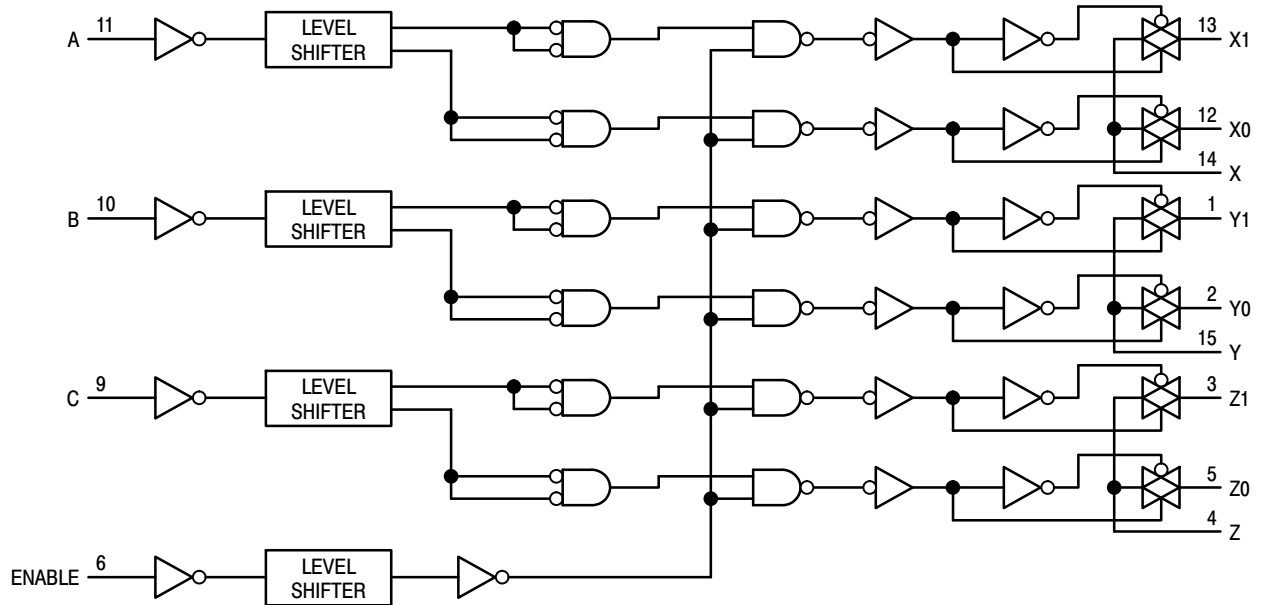 A 11
LEVEL
SHIFTER
13 X1
12 X0
14 X
B 10
LEVEL
SHIFTER
1 Y1
2 Y0
15 Y
C 9
LEVEL
SHIFTER
3 Z1
5 Z0
4 Z
ENABLE 6
LEVEL
SHIFTER